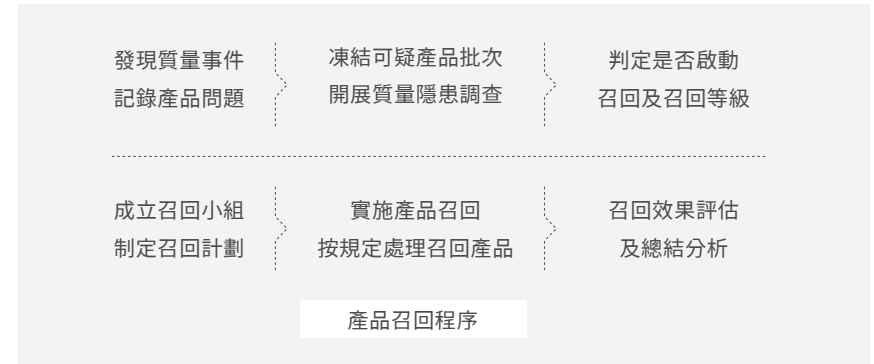 發現質量事件
記錄產品問題
凍結可疑產品批次
開展質量隱患調查
判定是否啟動
召回及召回等級
成立召回小組
制定召回計劃
實施產品召回
按規定處理召回產品
召回效果評估
及總結分析
產品召回程序